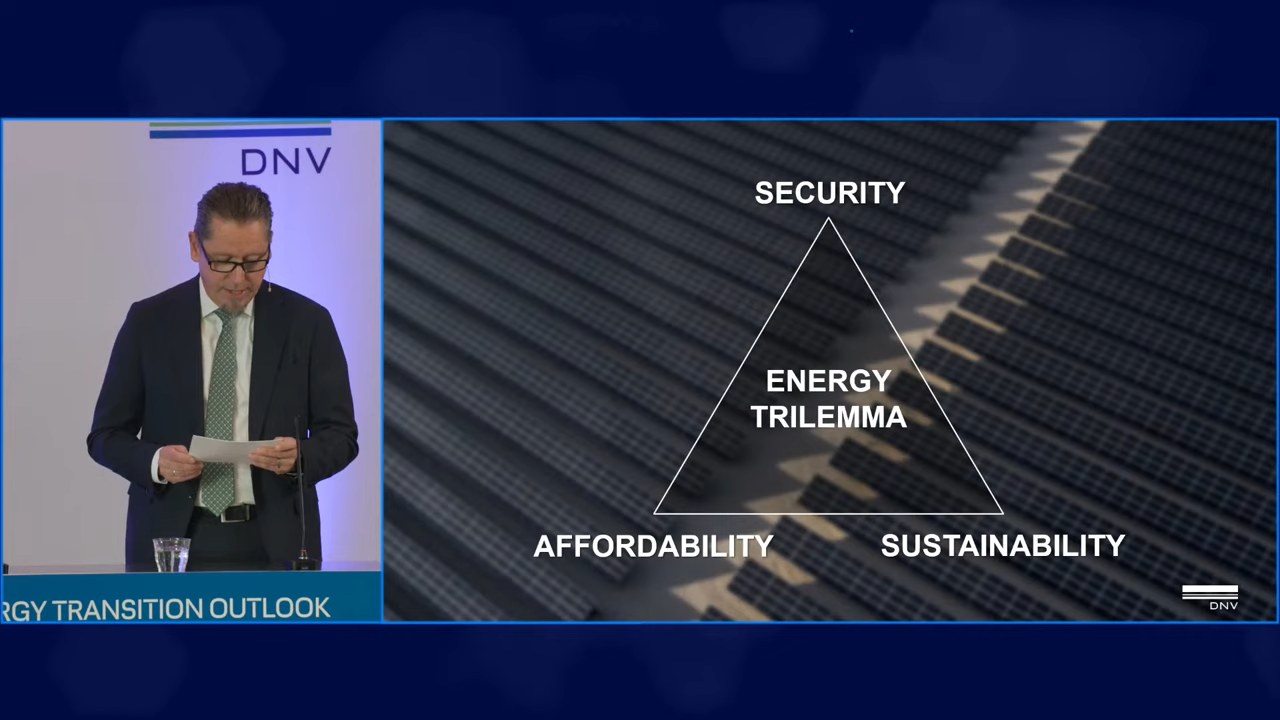 DNV
RGY TRANSITION OUTLOOK
SECURITY
ENERGY
TRILEMMA
AFFORDABILITY
SUSTAINABILITY
DNV